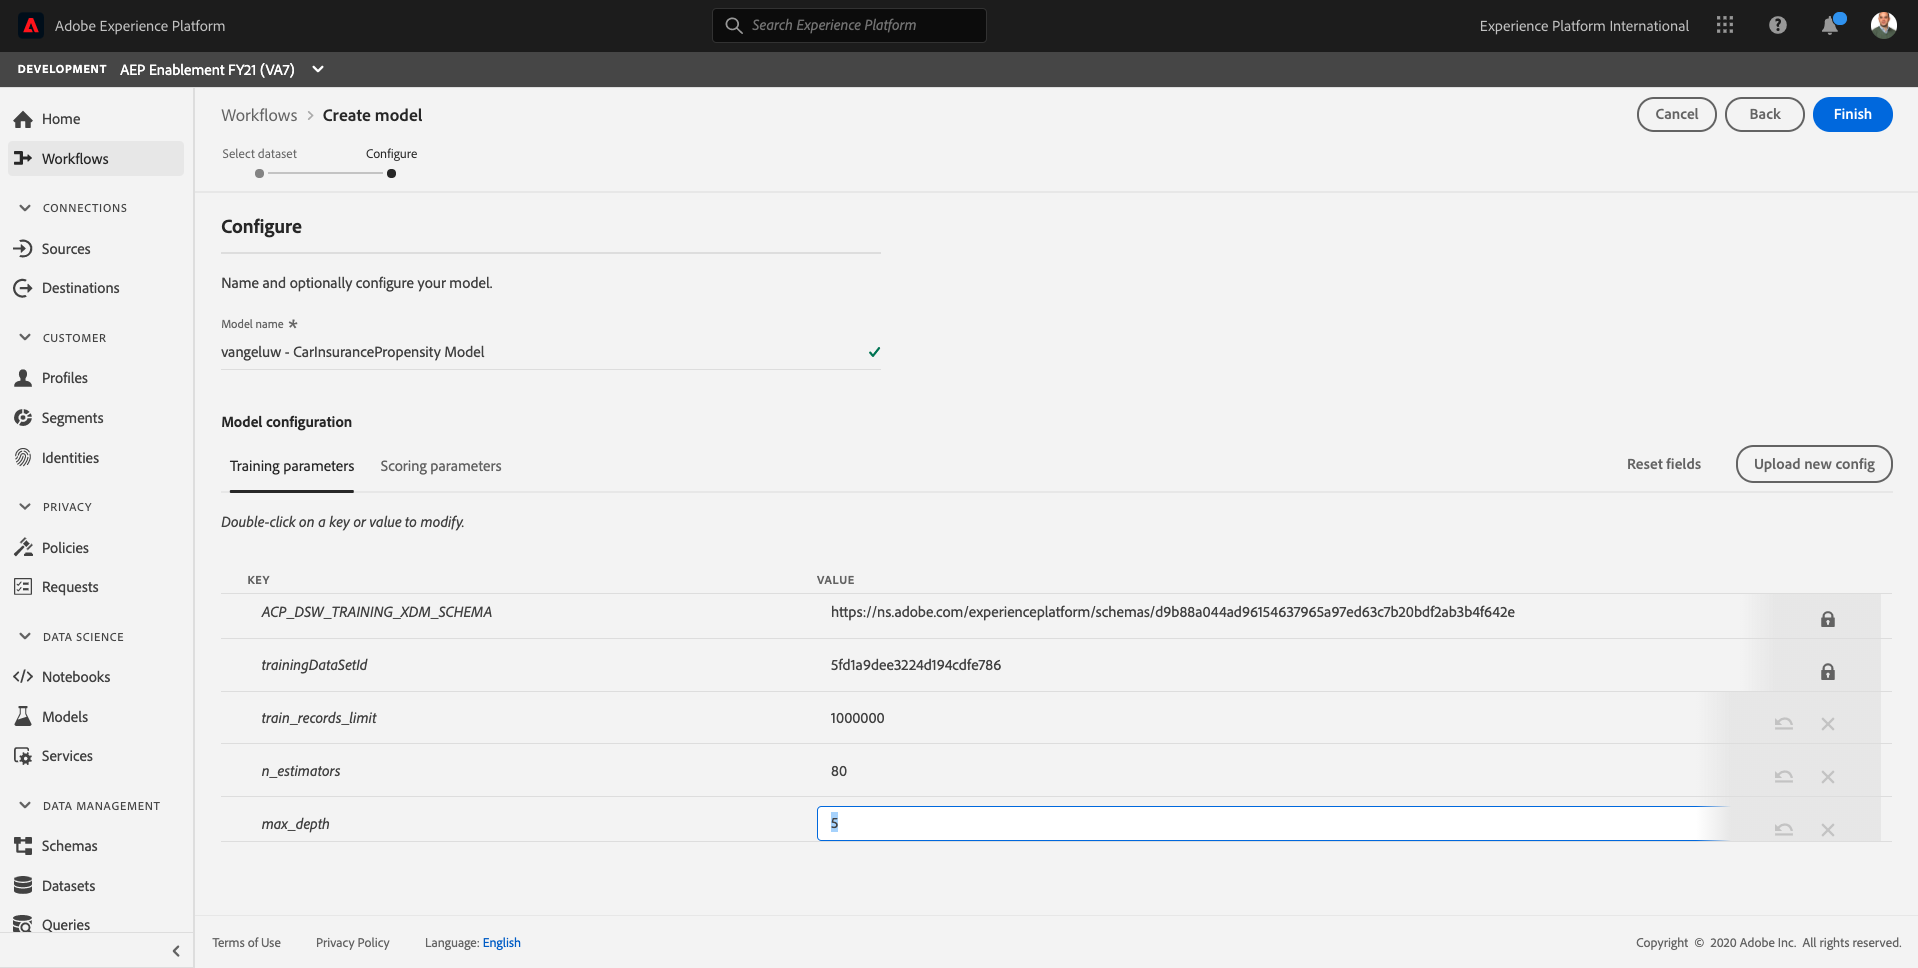 Adobe Experience Platform
Search Experience Platform
Experience Platform International
DEVELOPMENT AEP Enablement FY21 (VA7)
Home
Workflows
CONNECTIONS
Sources
Destinations
CUSTOMER
Profiles
Segments
Identities
PRIVACY
Policies
Requests
DATA SCIENCE
Notebooks
Models
Services
DATA MANAGEMENT
Schemas
Datasets
Queries
Workflows > Create model
Cancel
Back
Finish
Select dataset
Configure
Configure
Name and optionally configure your model.
Model name *
vangeluw - CarInsurancePropensity Model
Model configuration
Training parameters
Scoring parameters
Reset fields
Upload new config
Double-click on a key or value to modify.
KEY VALUE
ACP_DSW_TRAINING_XDM_SCHEMA https://ns.adobe.com/experienceplatform/schemas/d9b88a044ad96154637965a97ed63c7b20bdf2ab3b4f642e
trainingDataSetId 5fd1a9dee3224d194cdfe786
train_records_limit 1000000
n_estimators 80
max_depth 5
Terms of Use
Privacy Policy
Language: English
Copyright © 2020 Adobe Inc. All rights reserved.